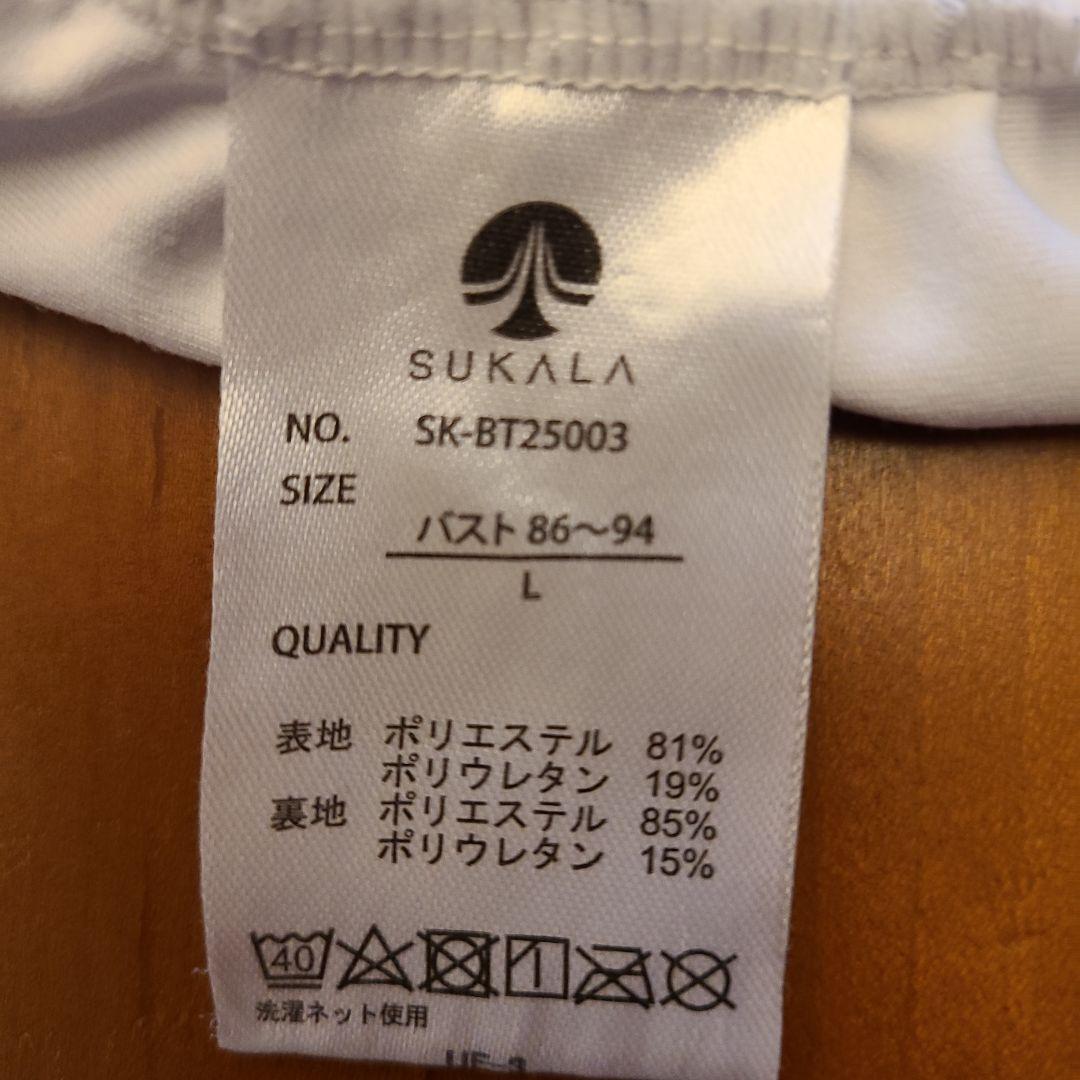 SUKALA
NO. SK-BT25003
SIZE
バスト 86～94
L
QUALITY
表地 ポリエステル 81%
ポリウレタン 19%
裏地 ポリエステル 85%
ポリウレタン 15%
40
洗濯ネット使用